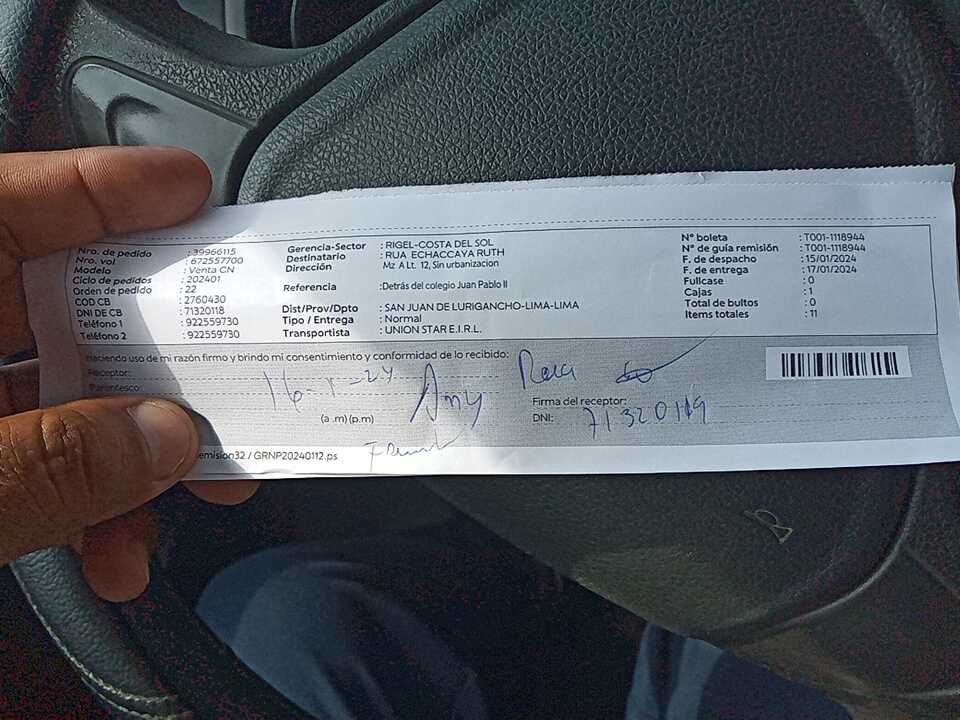 Nro. de pedido : 39966115
Nro. vol : 672557700
Modelo : Venta CN
Ciclo de pedidos : 202401
Orden de pedido : 22
COD CB : 2760430
DNI DE CB : 71320118
Teléfono 1 : 922559730
Teléfono 2 : 922559730
Gerencia-Sector : RIGEL-COSTA DEL SOL
Destinatario : RUA ECHACCAYA RUTH
Dirección Mz A Lt. 12, Sin urbanizacion
Referencia :Detrás del colegio Juan Pablo II
Dist/Prov/Dpto : SAN JUAN DE LURIGANCHO-LIMA-LIMA
Tipo / Entrega : Normal
Transportista : UNION STAR E.I.R.L.
N° boleta : T001-1118944
N° de guía remisión : T001-1118944
F. de despacho : 15/01/2024
F. de entrega : 17/01/2024
Fullcase : 0
Cajas : 1
Total de bultos : 0
Items totales : 11
Haciendo uso de mi razón firmo y brindo mi consentimiento y conformidad de lo recibido:
Receptor:
Parentesco:
16-1-24
Any
(a .m) (p.m)
Firma del receptor:
DNI: 71320119
emision32 / GRNP20240112.ps